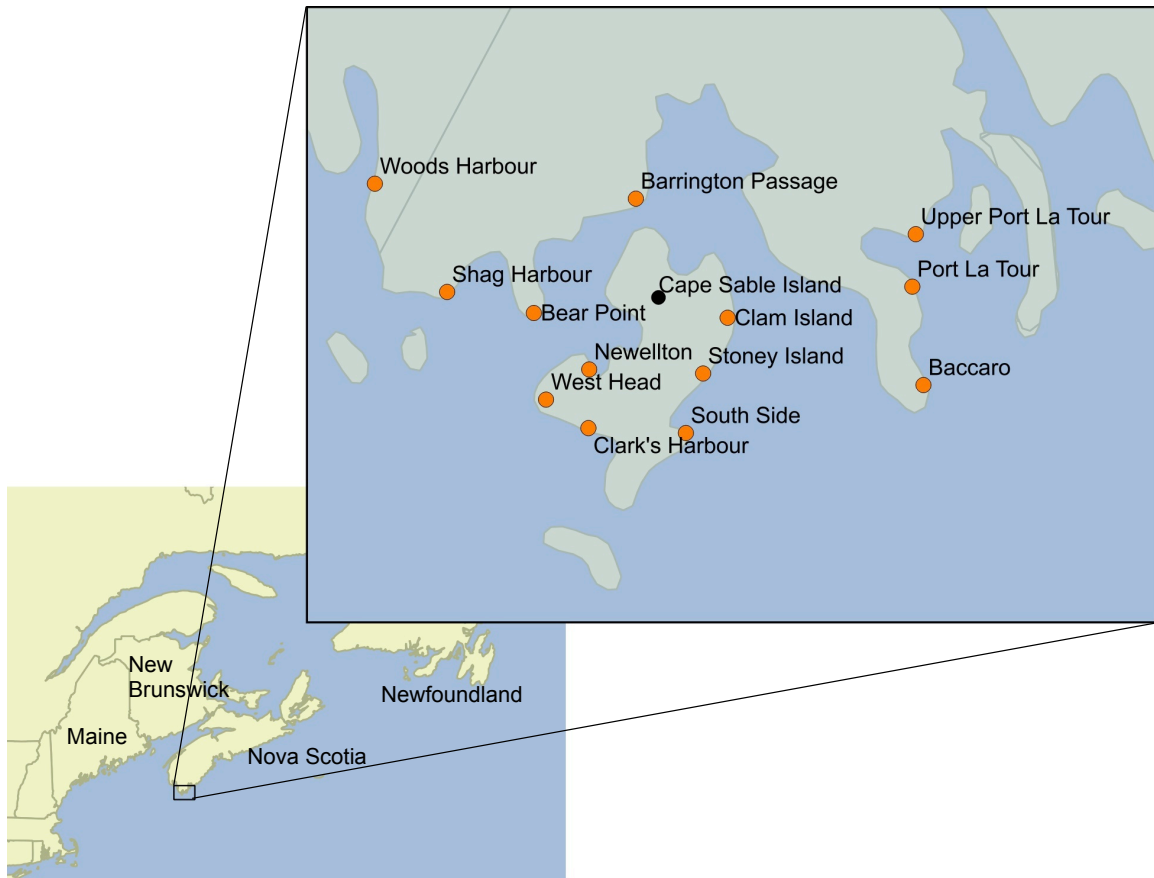 Woods Harbour
Barrington Passage
Upper Port La Tour
Port La Tour
Shag Harbour
Cape Sable Island
Bear Point
Clam Island
Newellton
Stoney Island
Baccaro
West Head
South Side
Clark's Harbour
New
Brunswick
Newfoundland
Maine
Nova Scotia